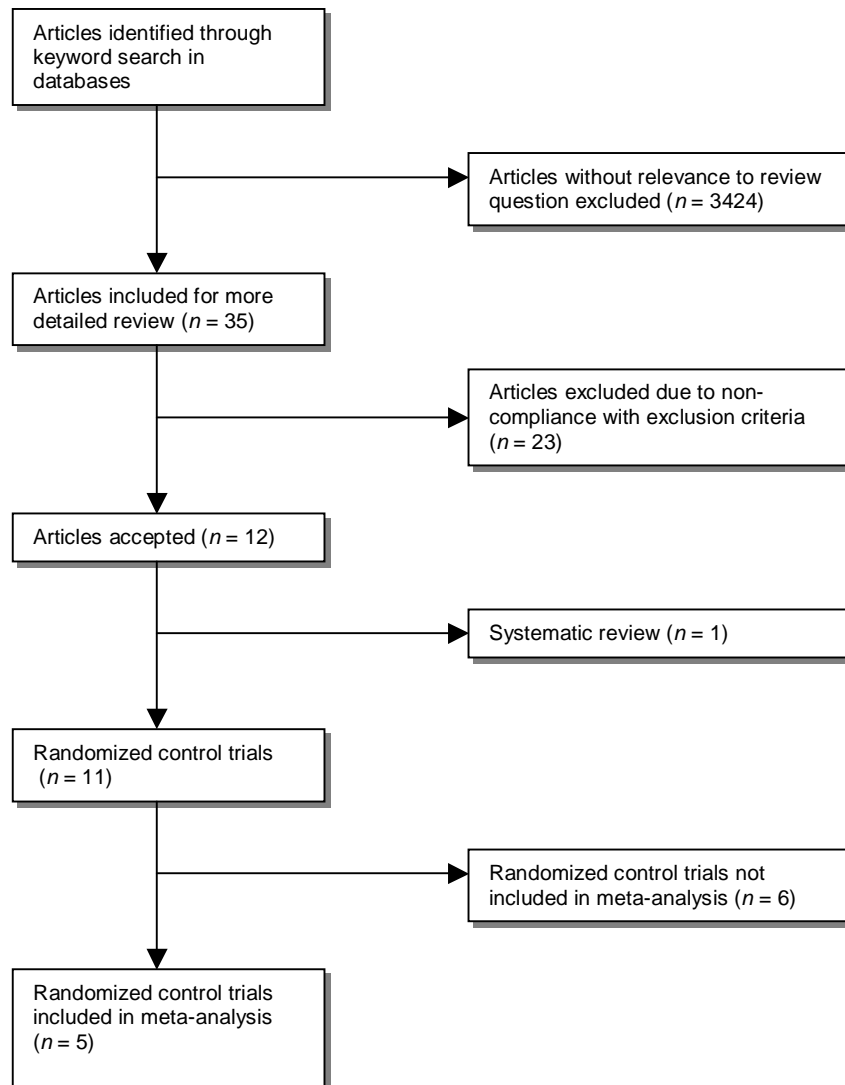 Articles identified through
keyword search in
databases
Articles without relevance to review
question excluded (n = 3424)
Articles included for more
detailed review (n = 35)
Articles excluded due to non-
compliance with exclusion criteria
(n = 23)
Articles accepted (n = 12)
Systematic review (n = 1)
Randomized control trials
(n = 11)
Randomized control trials not
included in meta-analysis (n = 6)
Randomized control trials
included in meta-analysis
(n = 5)